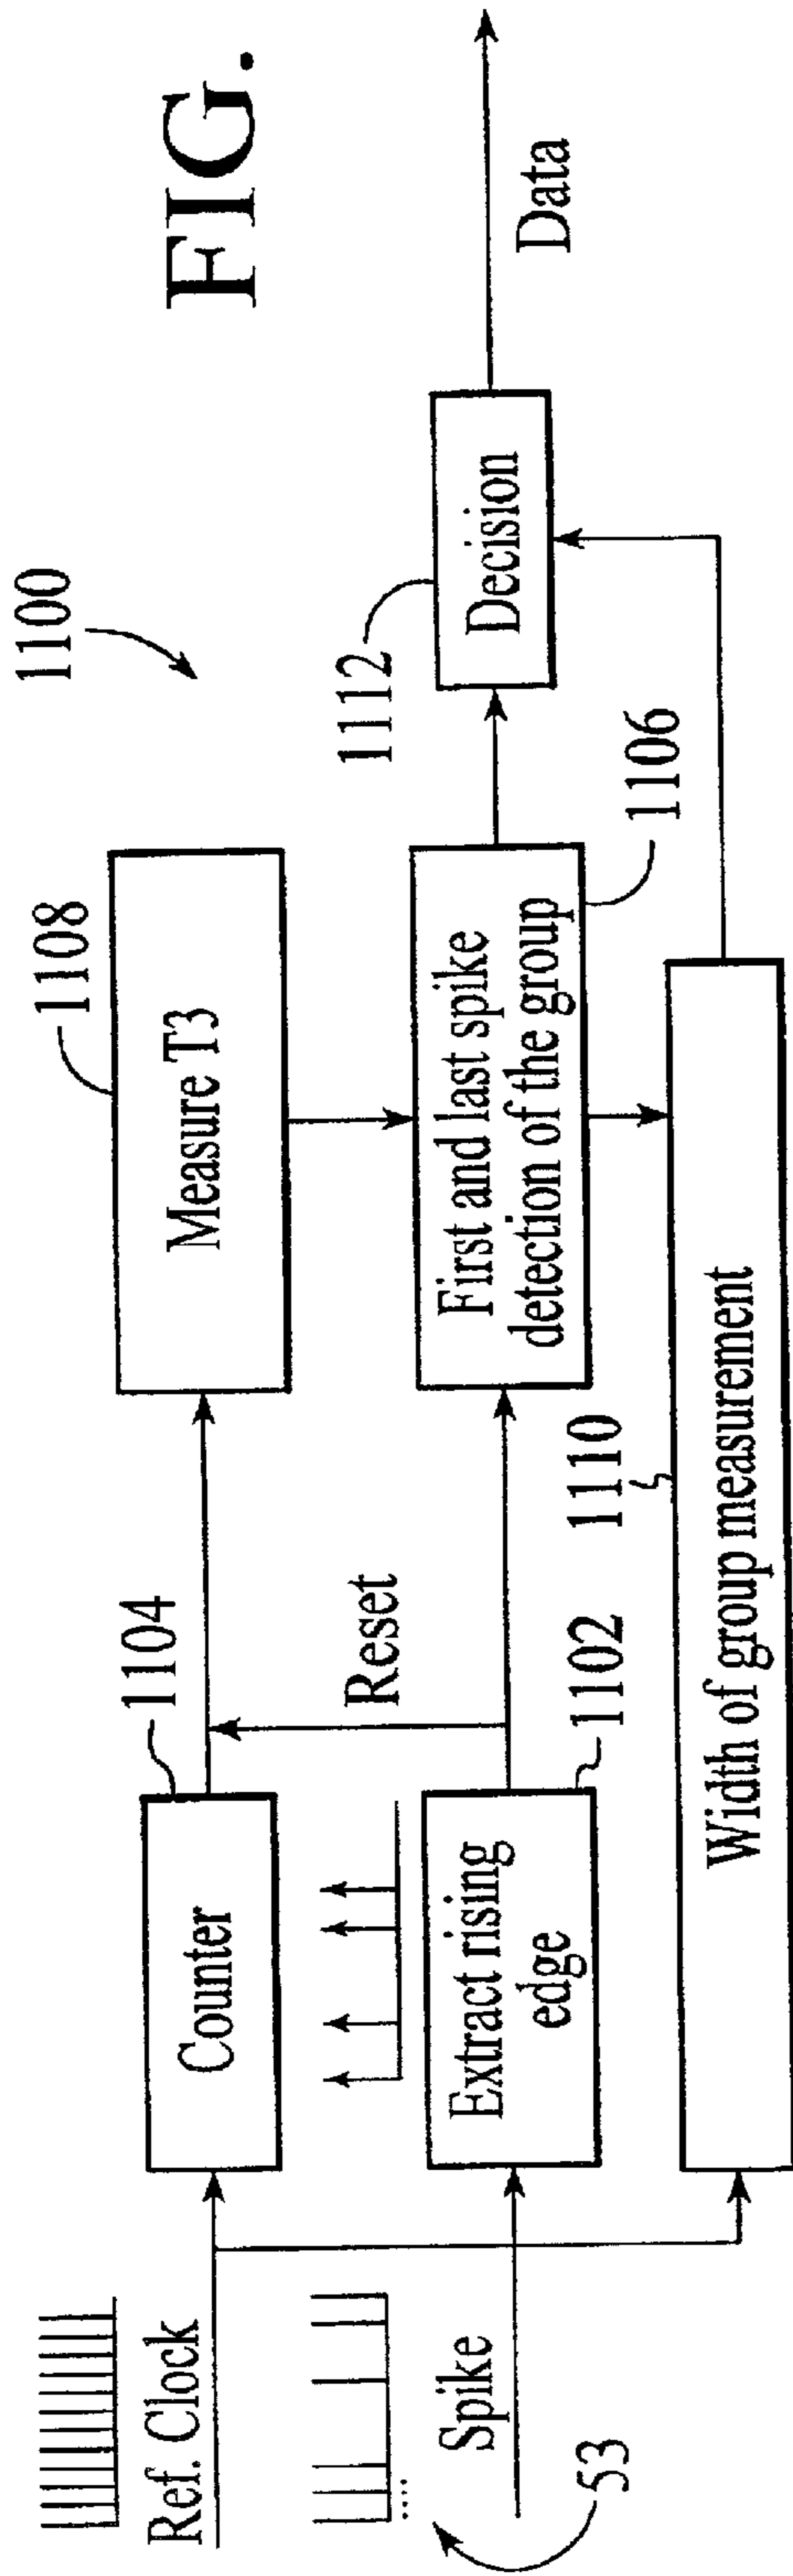 FIG.
1100
1104
Counter
1108
Measure T3
Ref. Clock
Reset
Spike
53
Extract rising
edge
1102
First and last spike
detection of the group
1106
1112
Decision
Data
1110
Width of group measurement